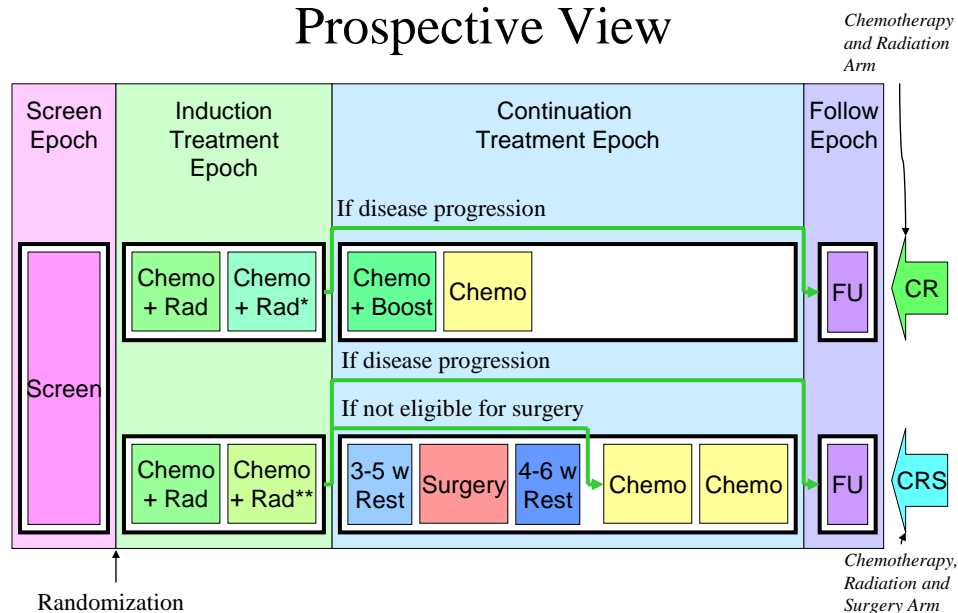 Prospective View
Chemotherapy
and Radiation
Arm
Screen
Epoch
Induction
Treatment
Epoch
Continuation
Treatment Epoch
Follow
Epoch
If disease progression
Chemo
+ Rad
Chemo
+ Rad*
Chemo
+ Boost
Chemo
FU
CR
Screen
If disease progression
If not eligible for surgery
Chemo
+ Rad
Chemo
+ Rad**
3-5 w
Rest
Surgery
4-6 w
Rest
Chemo
Chemo
FU
CRS
Randomization
Chemotherapy,
Radiation and
Surgery Arm